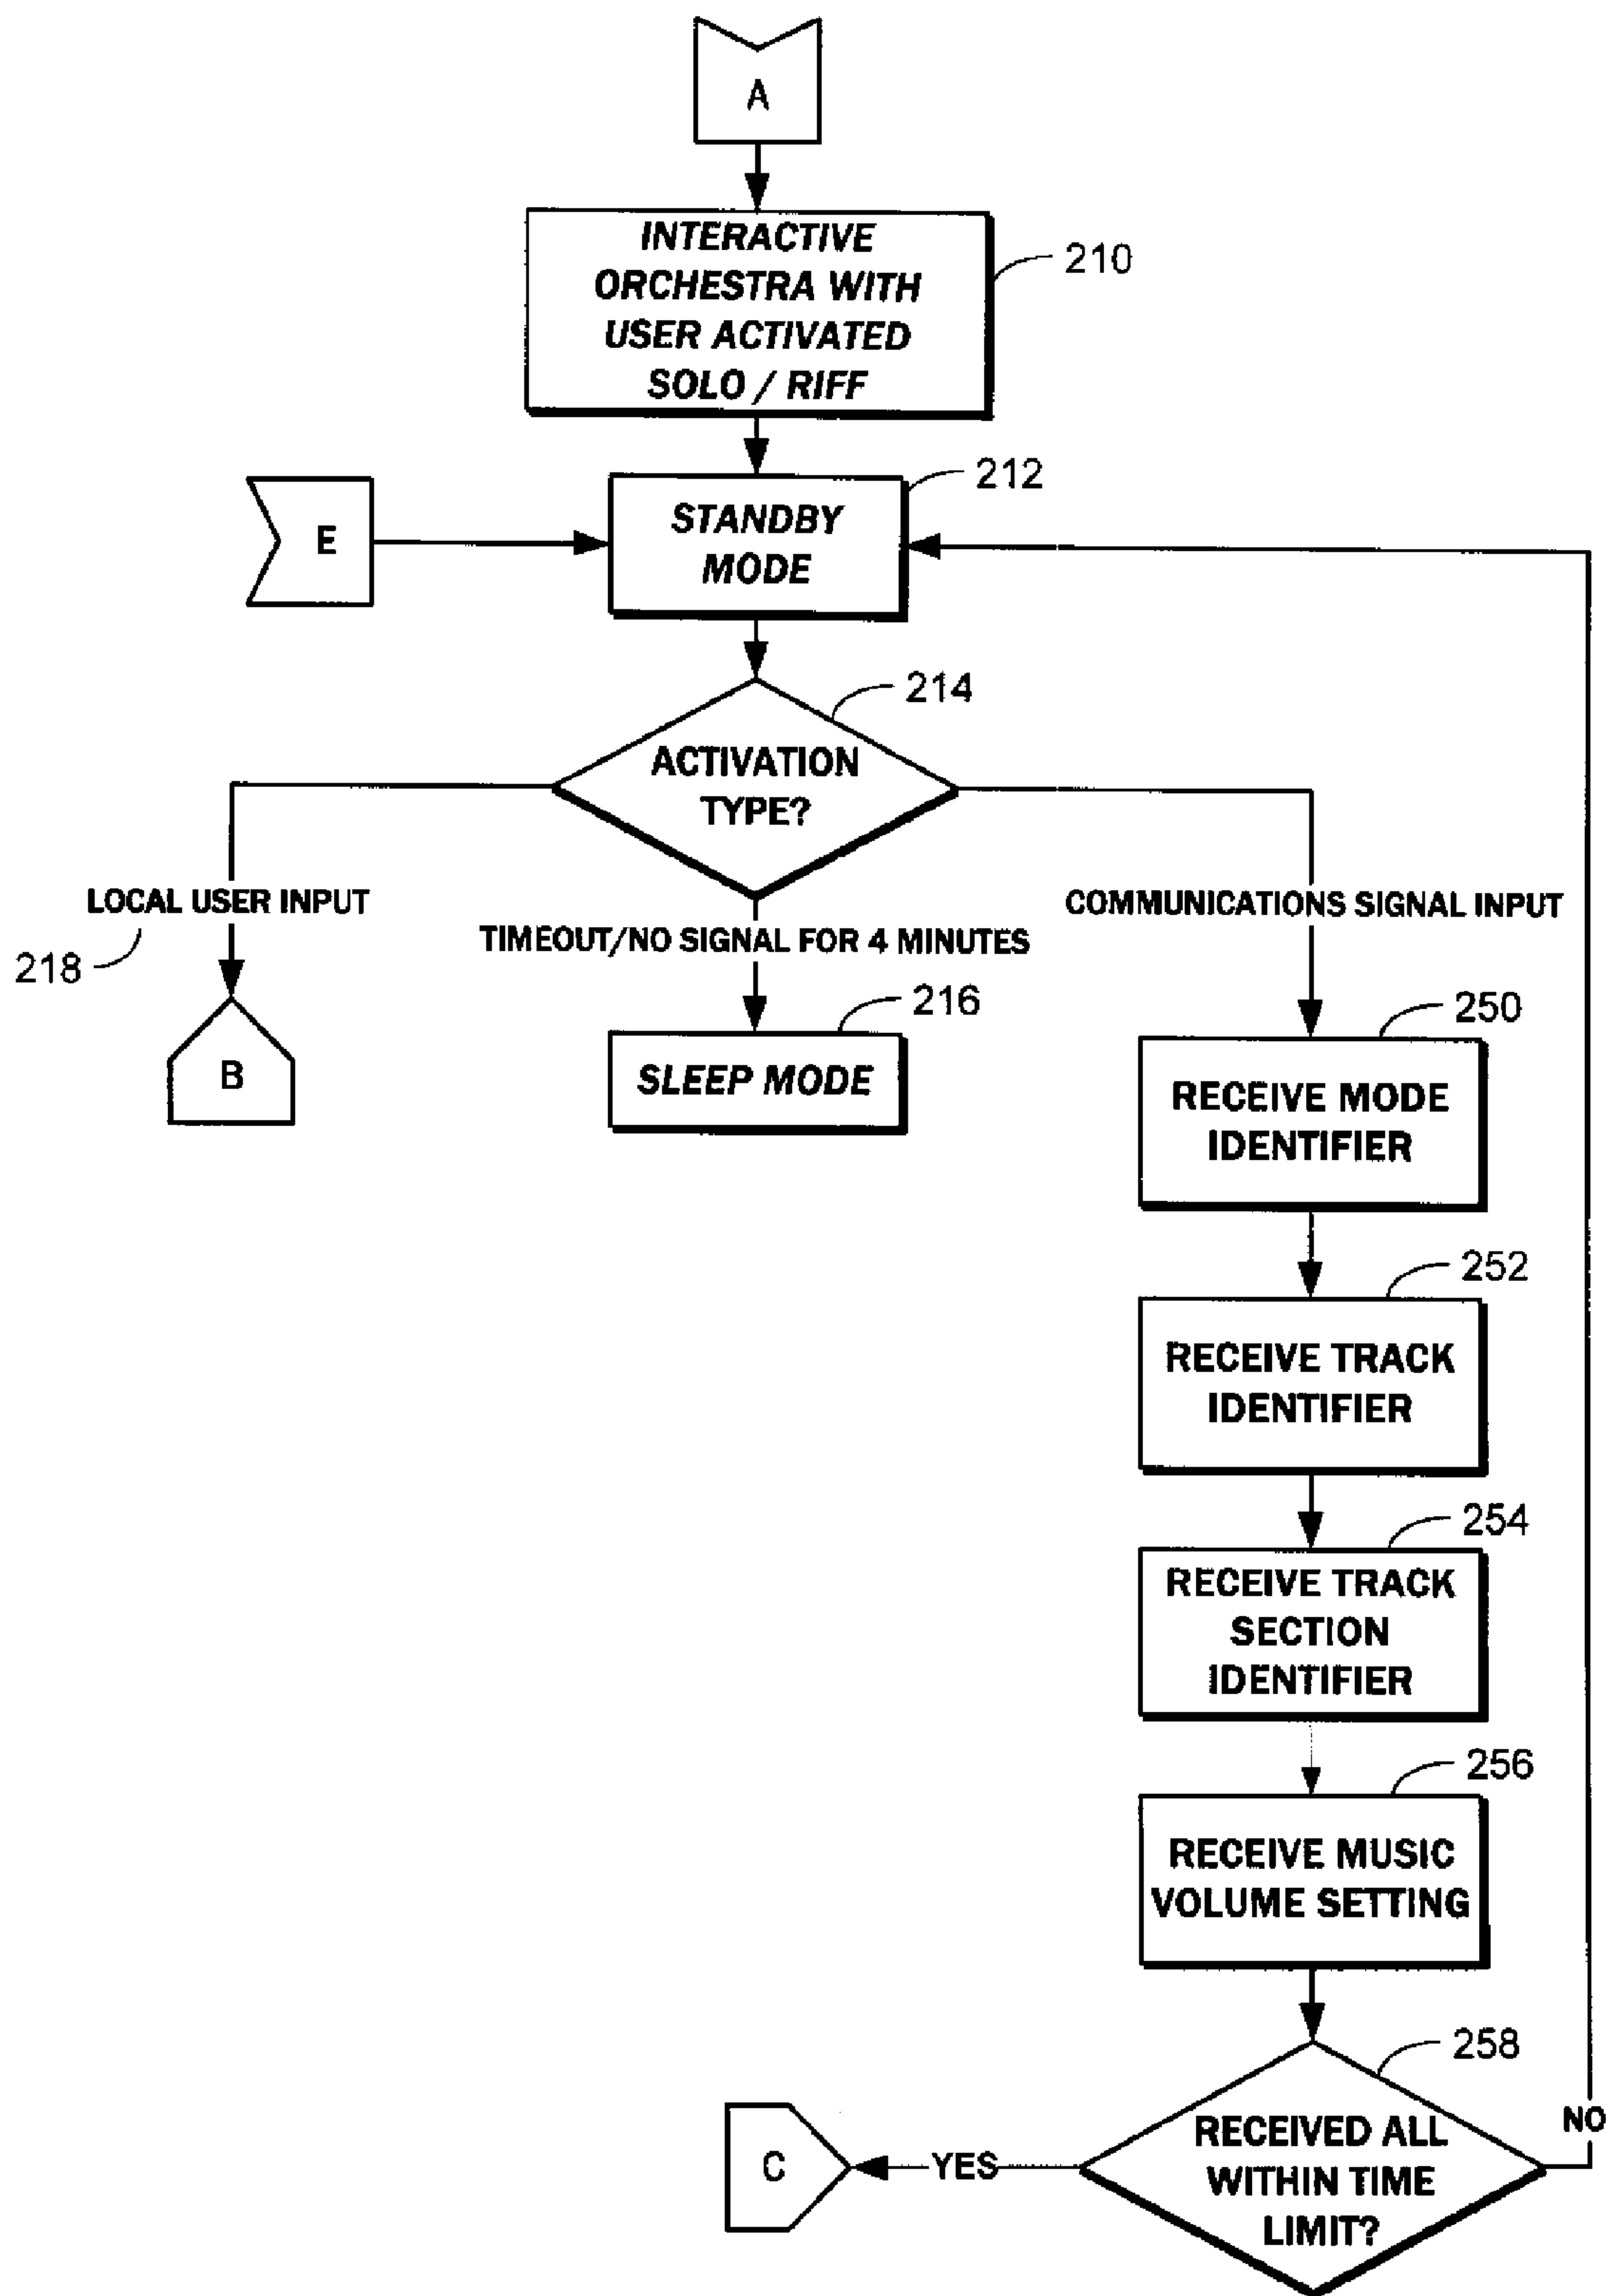 A
INTERACTIVE
ORCHESTRA WITH
USER ACTIVATED
SOLO / RIFF
210
E
STANDBY
MODE
212
ACTIVATION
TYPE?
214
LOCAL USER INPUT
218
B
TIMEOUT/NO SIGNAL FOR 4 MINUTES
216
SLEEP MODE
COMMUNICATIONS SIGNAL INPUT
250
RECEIVE MODE
IDENTIFIER
252
RECEIVE TRACK
IDENTIFIER
254
RECEIVE TRACK
SECTION
IDENTIFIER
256
RECEIVE MUSIC
VOLUME SETTING
258
RECEIVED ALL
WITHIN TIME
LIMIT?
NO
YES
C